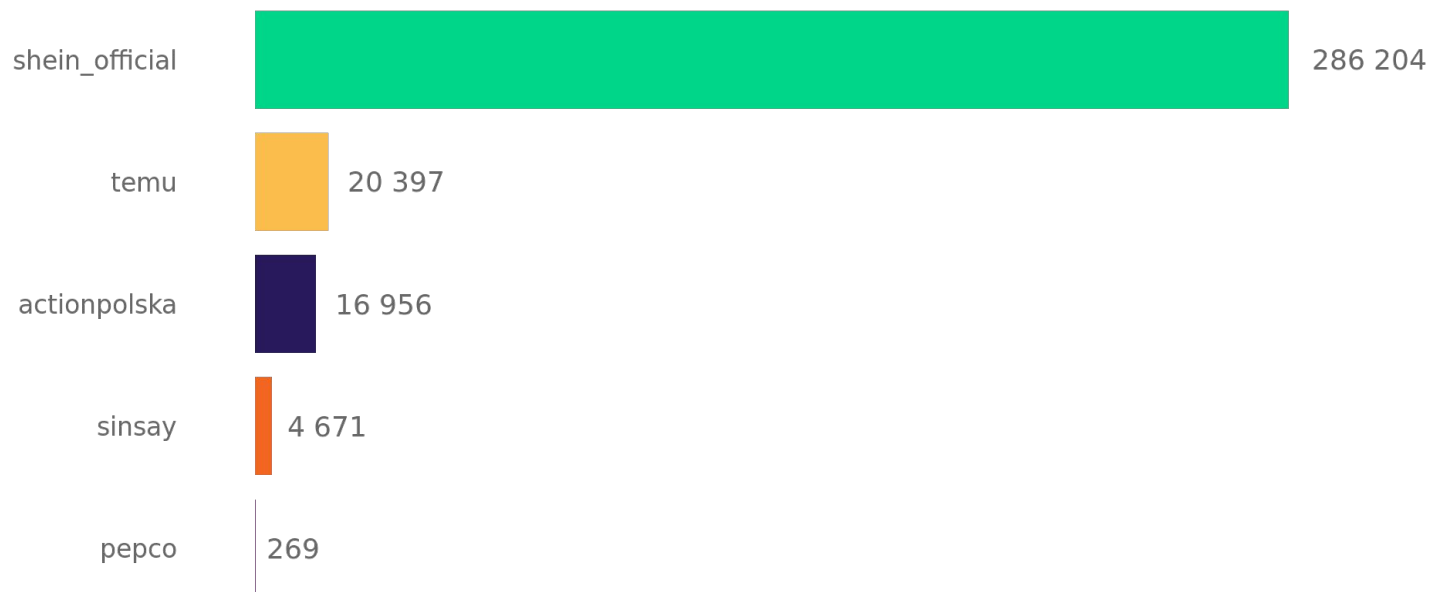 shein_official 286 204
temu 20 397
actionpolska 16 956
sinsay 4 671
pepco 269